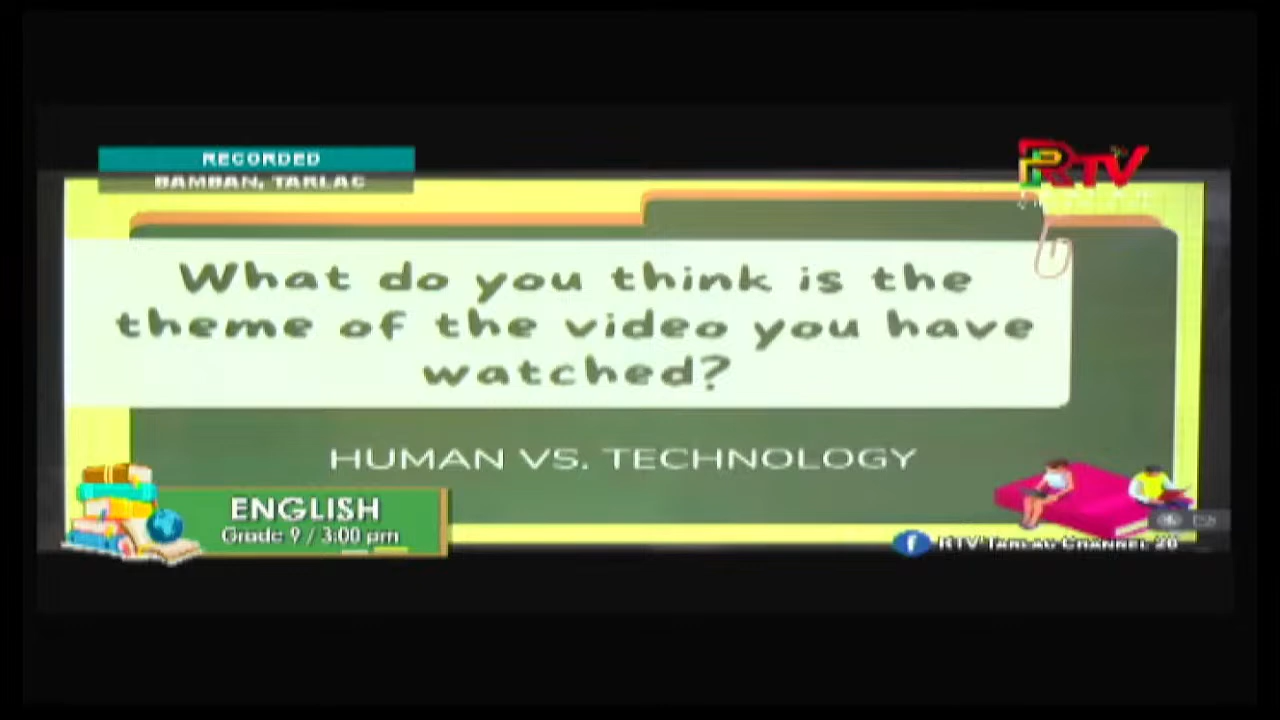 RECORDED
BAMBAN, TARLAC
RTV
What do you think is the
theme of the video you have
watched?
HUMAN VS. TECHNOLOGY
ENGLISH
Grade 9 / 3:00 pm
RTV TARLAC CHANNEL 26